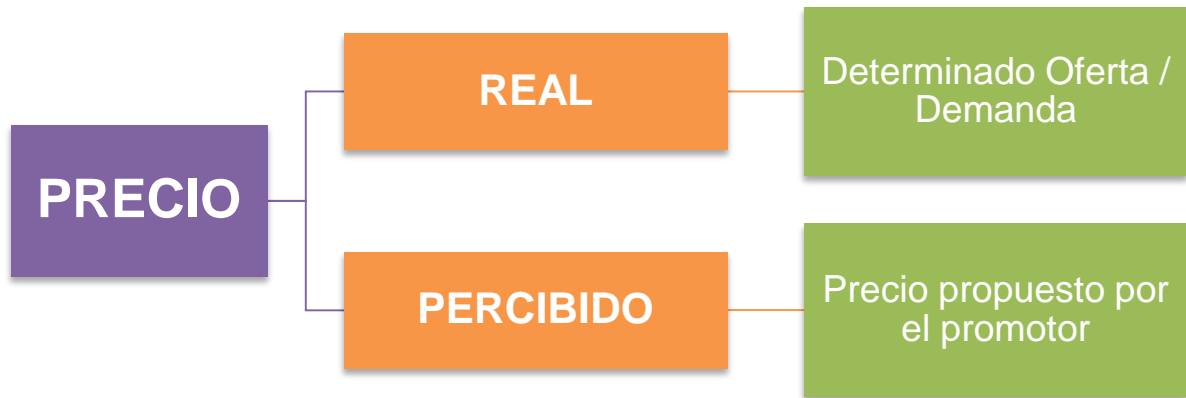 PRECIO
REAL
Determinado Oferta /
Demanda
PERCIBIDO
Precio propuesto por
el promotor